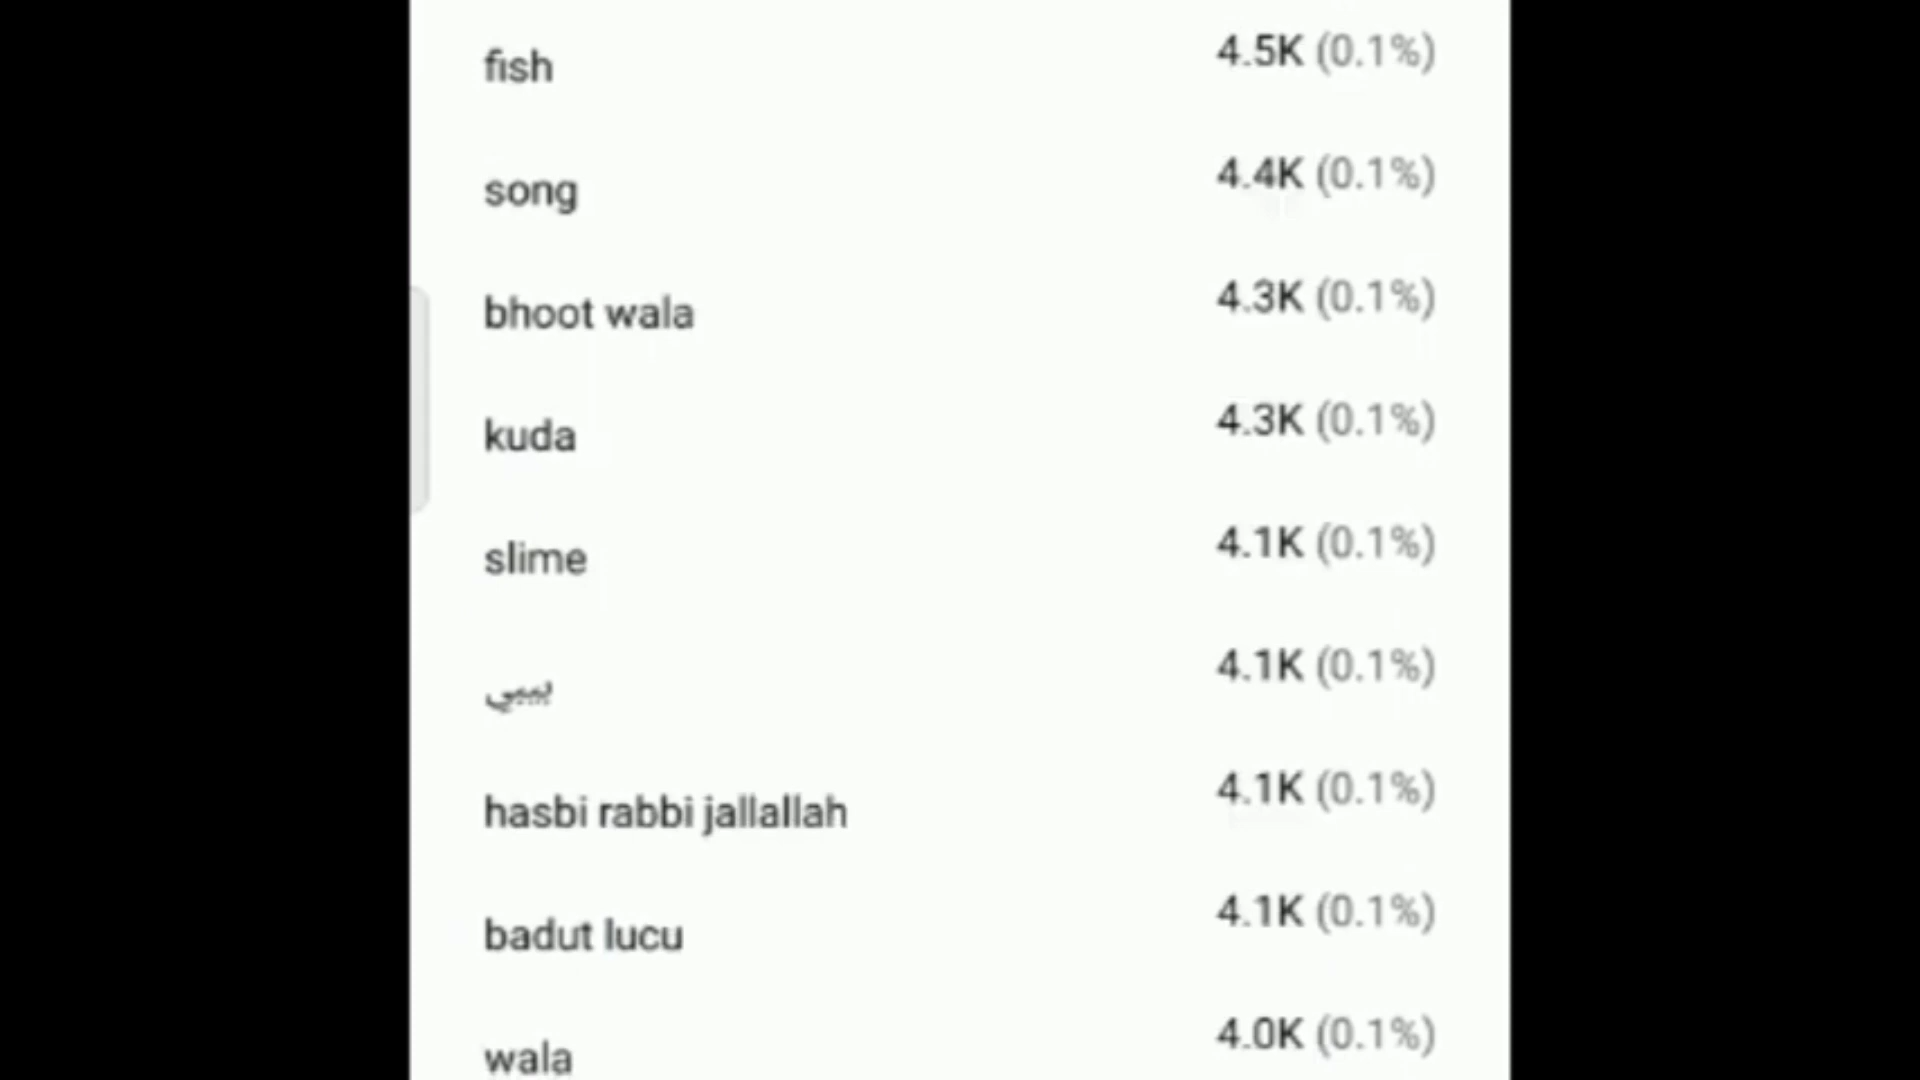 fish 4.5K (0.1%)
song 4.4K (0.1%)
bhoot wala 4.3K (0.1%)
kuda 4.3K (0.1%)
slime 4.1K (0.1%)
4.1K (0.1%)
hasbi rabbi jallallah 4.1K (0.1%)
badut lucu 4.1K (0.1%)
wala 4.0K (0.1%)